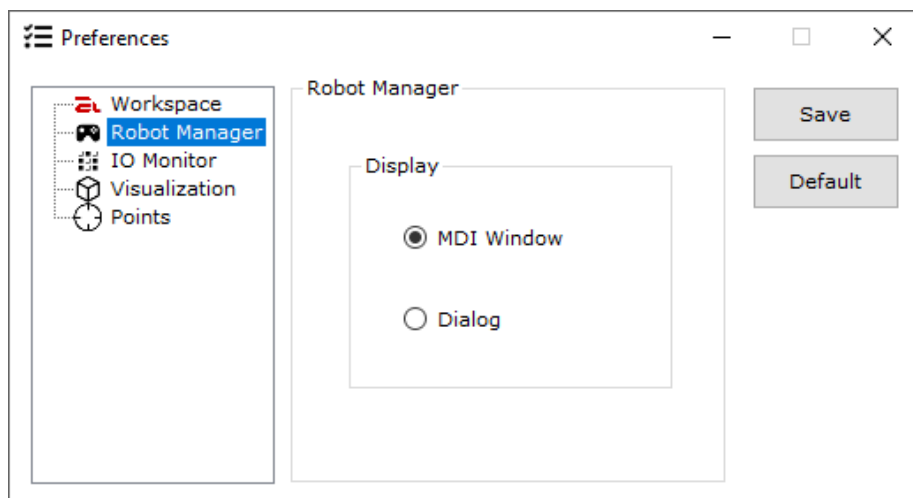 Preferences
Workspace
Robot Manager
IO Monitor
Visualization
Points
Robot Manager
Display
MDI Window
Dialog
Save
Default